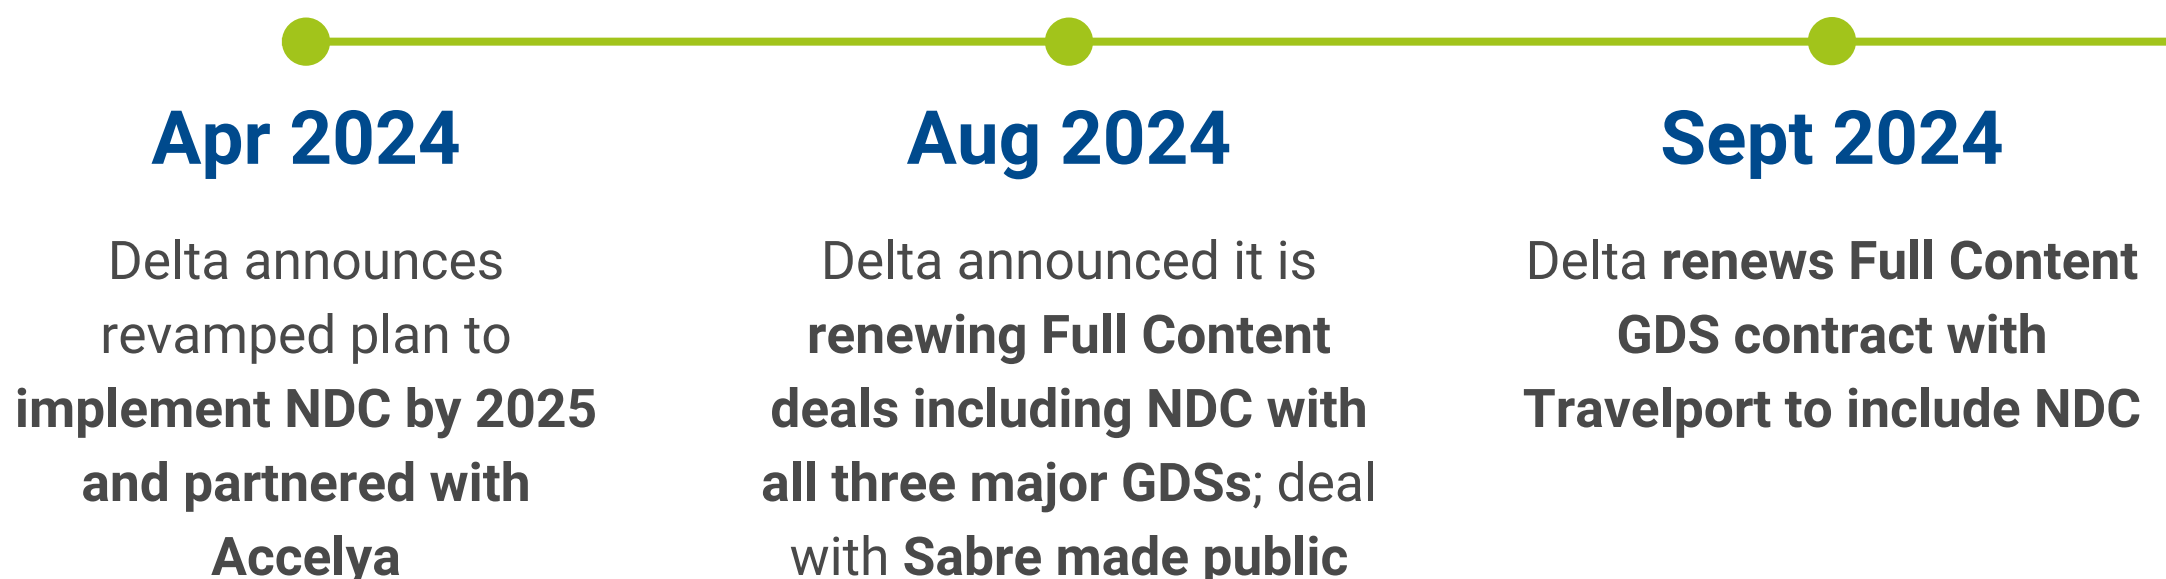 Apr 2024
Delta announces
revamped plan to
implement NDC by 2025
and partnered with
Accelya
Aug 2024
Delta announced it is
renewing Full Content
deals including NDC with
all three major GDSs; deal
with Sabre made public
Sept 2024
Delta renews Full Content
GDS contract with
Travelport to include NDC